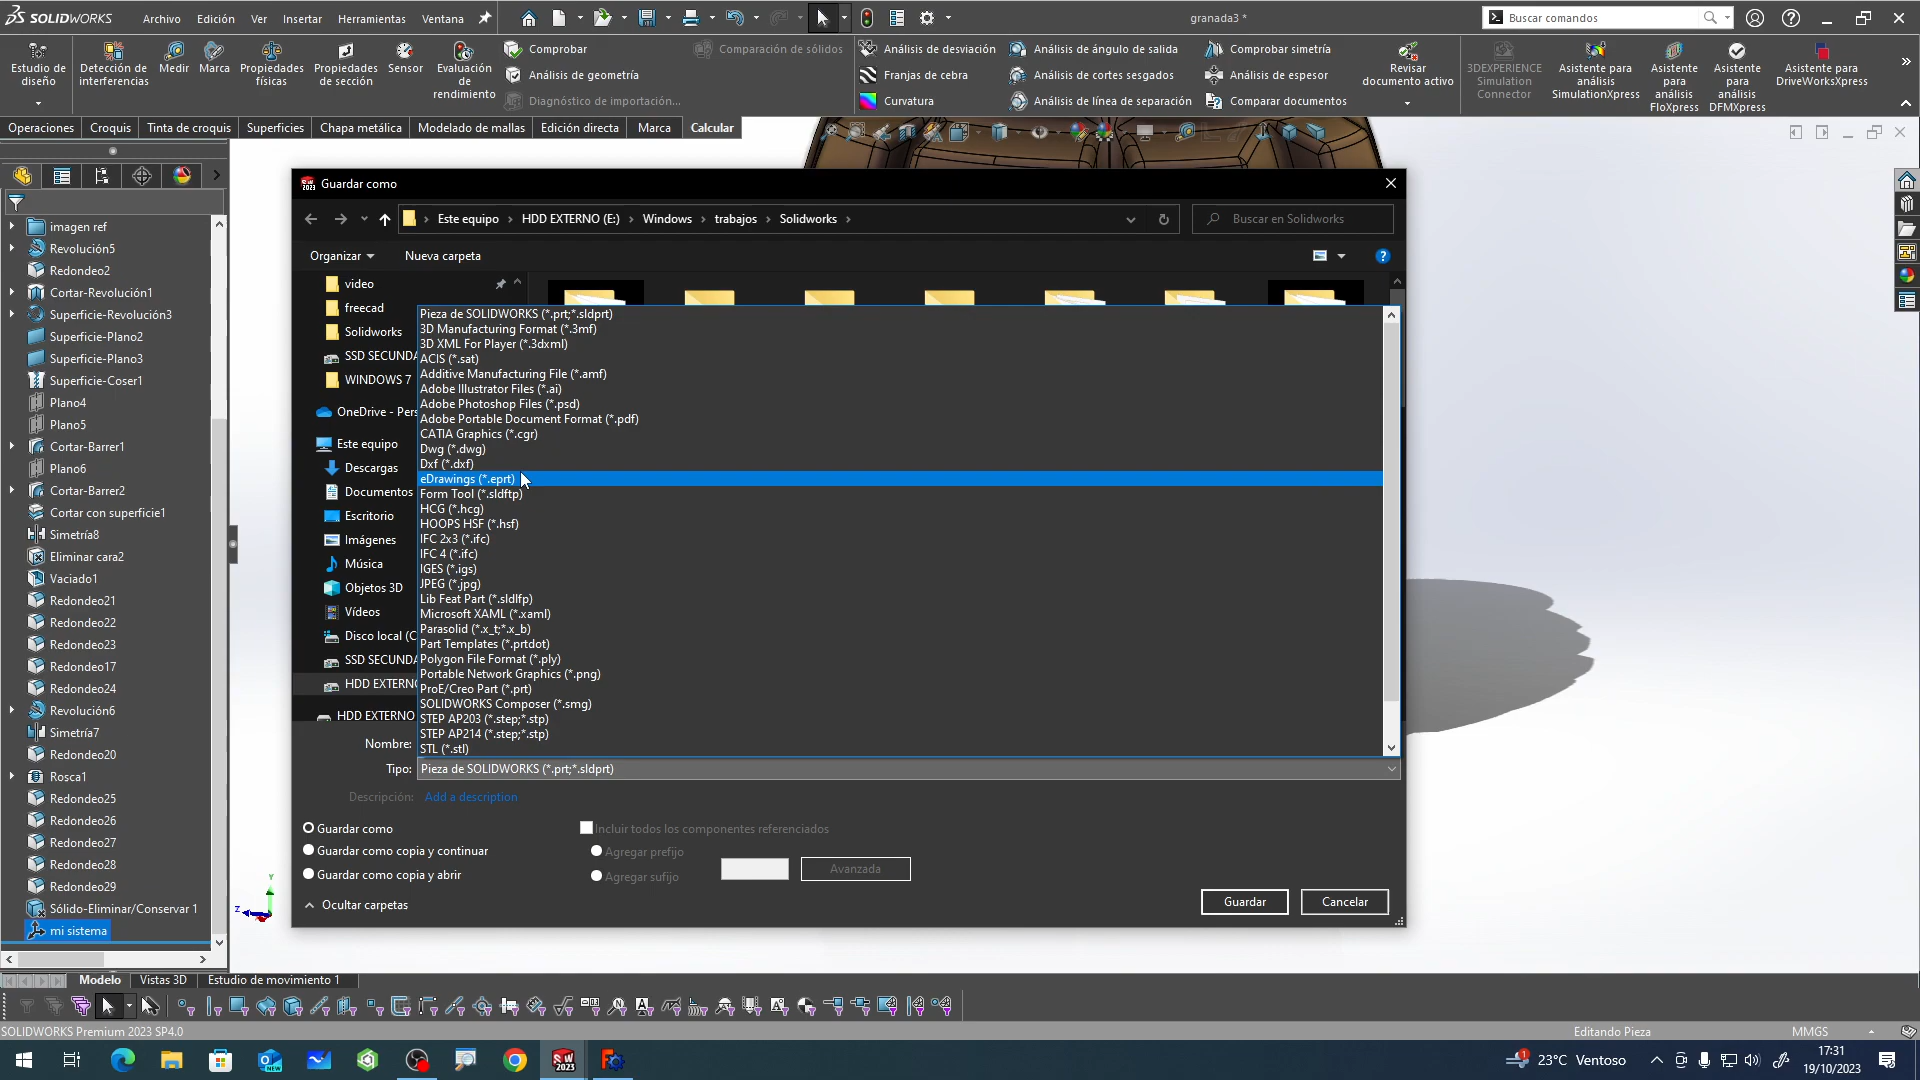 SOLIDWORKS
Archivo
Edición
Ver
Insertar
Herramientas
Ventana
granada3 *
Buscar comandos
Estudio de
diseño
Detección de
interferencias
Medir
Marca
Propiedades
físicas
Propiedades
de sección
Sensor
Evaluación
de
rendimiento
Comprobar
Análisis de geometría
Diagnóstico de importación...
Comparación de sólidos
Análisis de desviación
Franjas de cebra
Curvatura
Análisis de ángulo de salida
Análisis de cortes sesgados
Análisis de línea de separación
Comprobar simetría
Análisis de espesor
Comparar documentos
Revisar
documento activo
3DEXPERIENCE
Simulation
Connector
Asistente para
análisis
SimulationXpress
Asistente
para
análisis
FloXpress
Asistente
para
análisis
DFMXpress
Asistente para
DriveWorksXpress
Operaciones
Croquis
Tinta de croquis
Superficies
Chapa metálica
Modelado de mallas
Edición directa
Marca
Calcular
imagen ref
Revolución5
Redondeo2
Cortar-Revolución1
Superficie-Revolución3
Superficie-Plano2
Superficie-Plano3
Superficie-Coser1
Plano4
Plano5
Cortar-Barrer1
Plano6
Cortar-Barrer2
Cortar con superficie1
Simetría8
Eliminar cara2
Vaciado1
Redondeo21
Redondeo22
Redondeo23
Redondeo17
Redondeo24
Revolución6
Simetría7
Redondeo20
Rosca1
Redondeo25
Redondeo26
Redondeo27
Redondeo28
Redondeo29
Sólido-Eliminar/Conservar 1
mi sistema
Guardar como
Este equipo
HDD EXTERNO (E:)
Windows
trabajos
Solidworks
Buscar en Solidworks
Organizar
Nueva carpeta
video
freecad
Solidworks
SSD SECUNDA
WINDOWS 7
OneDrive - Pers
Este equipo
Descargas
Documentos
Escritorio
Imágenes
Música
Objetos 3D
Vídeos
Disco local (C
SSD SECUNDA
HDD EXTERNO
HDD EXTERNO
Pieza de SOLIDWORKS (*.prt;*.sldprt)
3D Manufacturing Format (*.3mf)
3D XML For Player (*.3dxml)
ACIS (*.sat)
Additive Manufacturing File (*.amf)
Adobe Illustrator Files (*.ai)
Adobe Photoshop Files (*.psd)
Adobe Portable Document Format (*.pdf)
CATIA Graphics (*.cgr)
Dwg (*.dwg)
Dxf (*.dxf)
eDrawings (*.eprt)
Form Tool (*.sldftp)
HCG (*.hcg)
HOOPS HSF (*.hsf)
IFC 2x3 (*.ifc)
IFC 4 (*.ifc)
IGES (*.igs)
JPEG (*.jpg)
Lib Feat Part (*.sldlfp)
Microsoft XAML (*.xaml)
Parasolid (*.x_t;*.x_b)
Part Templates (*.prtdot)
Polygon File Format (*.ply)
Portable Network Graphics (*.png)
ProE/Creo Part (*.prt)
SOLIDWORKS Composer (*.smg)
STEP AP203 (*.step;*.stp)
STEP AP214 (*.step;*.stp)
STL (*.stl)
Nombre:
Tipo:
Pieza de SOLIDWORKS (*.prt;*.sldprt)
Descripción:
Add a description
Guardar como
Guardar como copia y continuar
Guardar como copia y abrir
Incluir todos los componentes referenciados
Agregar prefijo
Agregar sufijo
Avanzada
Ocultar carpetas
Guardar
Cancelar
Y
Z
Modelo
Vistas 3D
Estudio de movimiento 1
SOLIDWORKS Premium 2023 SP4.0
Editando Pieza
MMGS
23°C Ventoso
17:31
19/10/2023